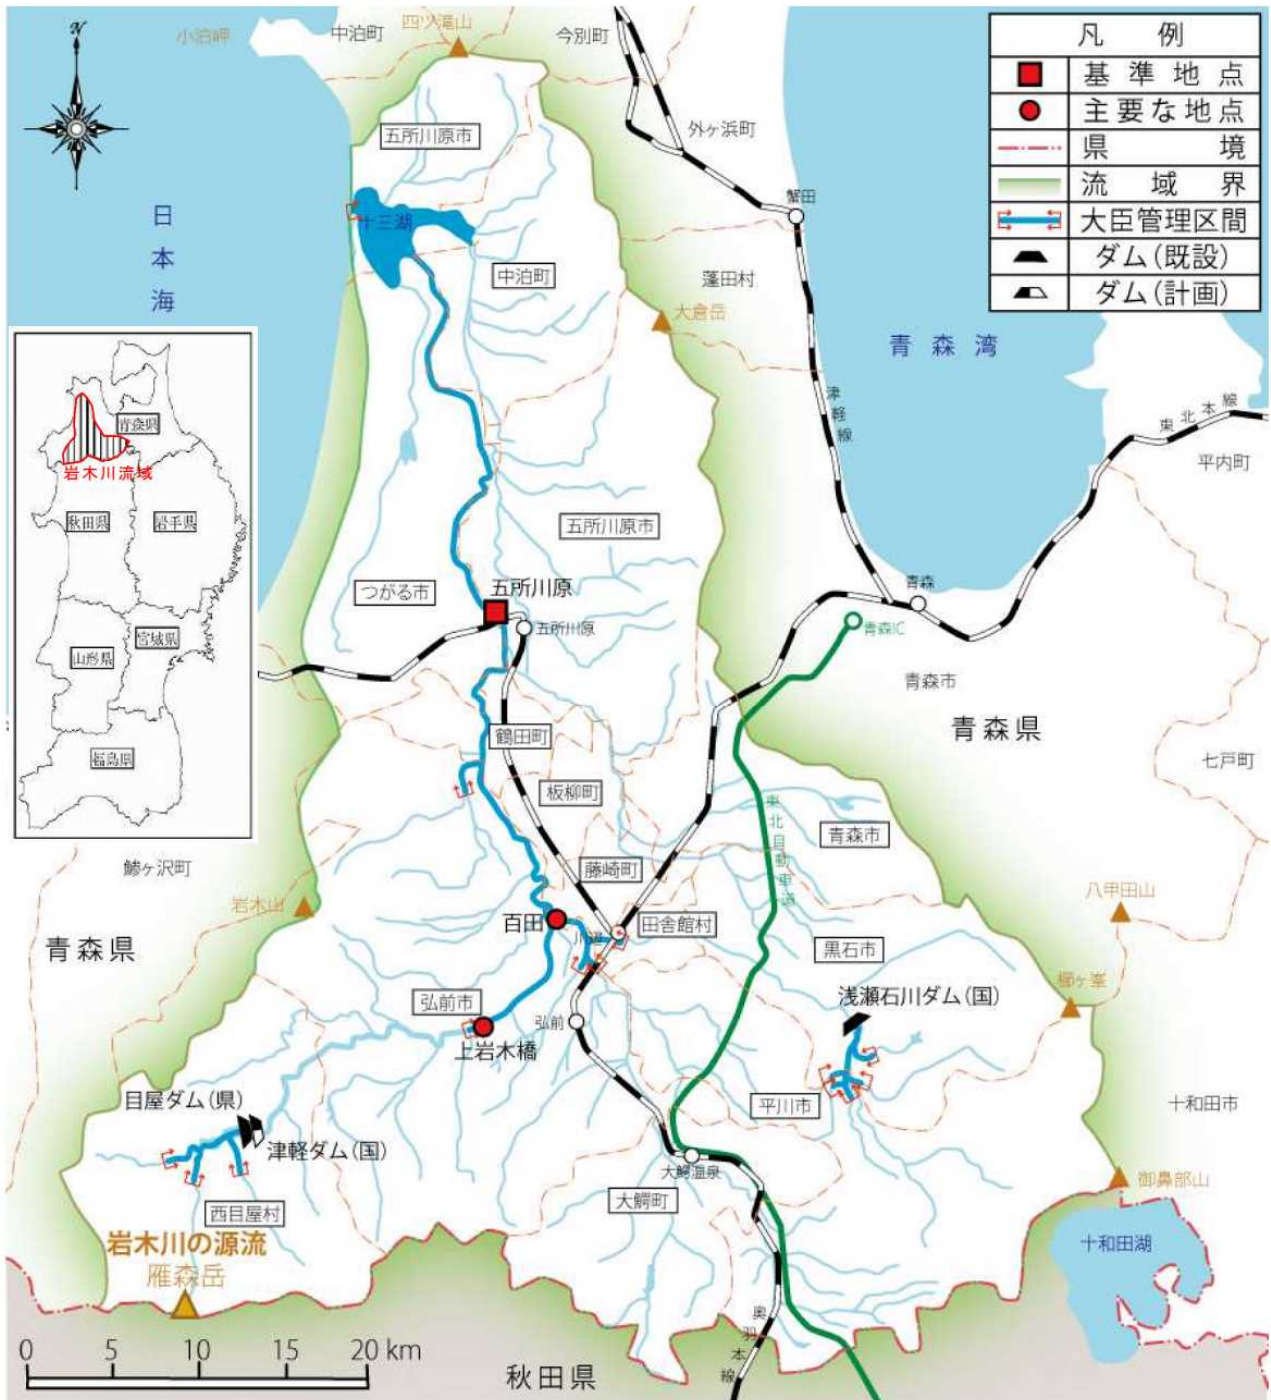 N
小泊岬
中泊町
四ツ滝山
今別町
外ヶ浜町
凡例
基準地点
主要な地点
県境
流域界
大臣管理区間
ダム(既設)
ダム(計画)
五所川原市
日本海
十三湖
中泊町
蟹田
蓬田村
大倉岳
青森湾
津軽線
東北本線
平内町
青森県
岩木川流域
秋田県
岩手県
山形県
宮城県
福島県
五所川原市
つがる市
五所川原
五所川原
青森
青森IC
青森市
青森県
七戸町
鶴田町
板柳町
東北自動車道
青森市
藤崎町
鰺ヶ沢町
岩木山
八甲田山
百田
川辺
田舎館村
青森県
黒石市
櫛ヶ峯
浅瀬石川ダム(国)
弘前市
弘前
上岩木橋
目屋ダム(県)
津軽ダム(国)
平川市
十和田市
大鰐温泉
御鼻部山
大鰐町
西目屋村
岩木川の源流
雁森岳
十和田湖
奥羽本線
0 5 10 15 20 km
秋田県